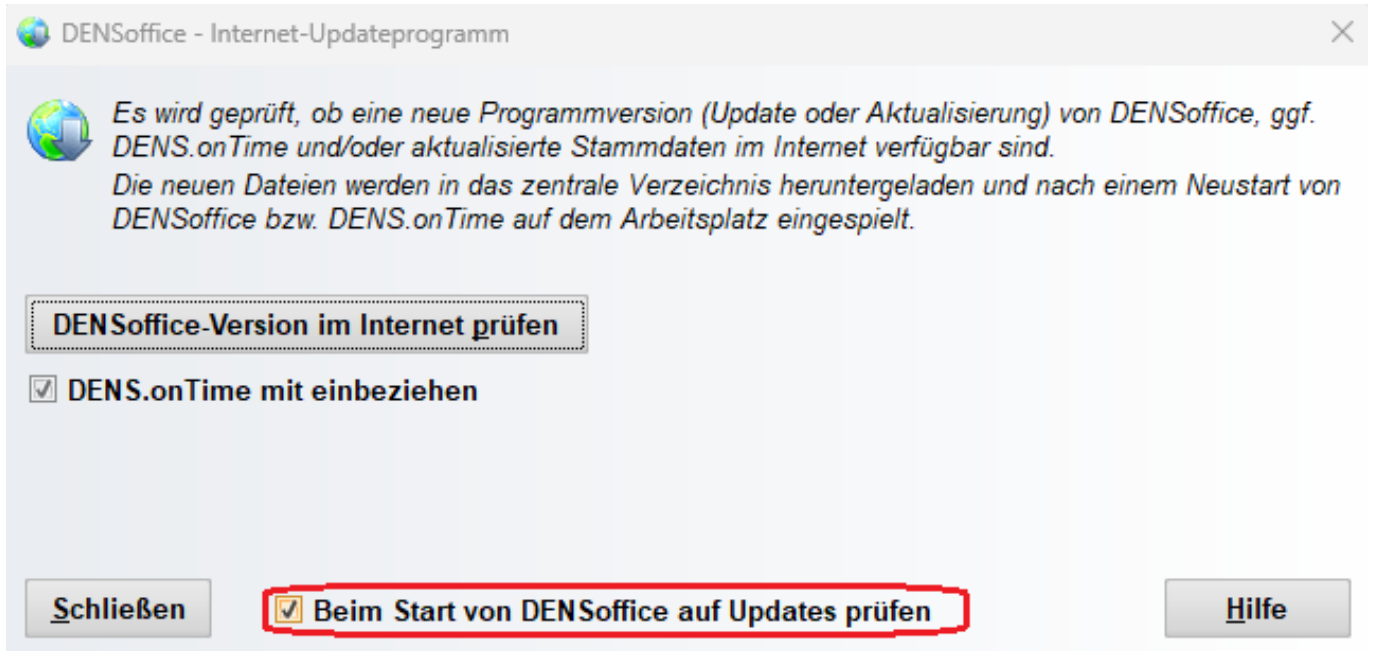 DENSoffice - Internet-Updateprogramm
Es wird geprüft, ob eine neue Programmversion (Update oder Aktualisierung) von DENSoffice, ggf.
DENS.onTime und/oder aktualisierte Stammdaten im Internet verfügbar sind.
Die neuen Dateien werden in das zentrale Verzeichnis heruntergeladen und nach einem Neustart von
DENSoffice bzw. DENS.onTime auf dem Arbeitsplatz eingespielt.
DENSoffice-Version im Internet prüfen
DENS.onTime mit einbeziehen
Schließen
Beim Start von DENSoffice auf Updates prüfen
Hilfe